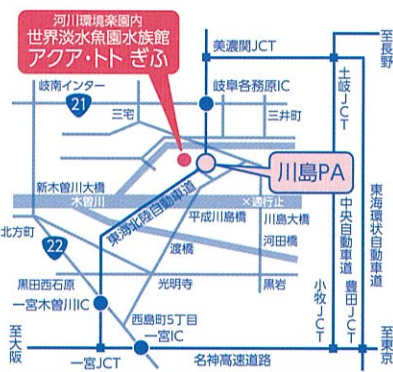 河川環境楽園内
世界淡水魚園水族館
アクア・トト ぎふ
美濃関JCT
至長野
岐南インター
21
岐阜各務原IC
三宅
三井町
土岐JCT
川島PA
新木曽川大橋
木曽川
×通行止
東海北陸自動車道
平成川島橋
川島大橋
中央自動車道
東海環状自動車道
北方町
22
渡橋
河田橋
黒田西石原
光明寺
黒岩
一宮木曽川IC
小牧JCT
豊田JCT
西島町5丁目
一宮IC
至大阪
一宮JCT
名神高速道路
至東京